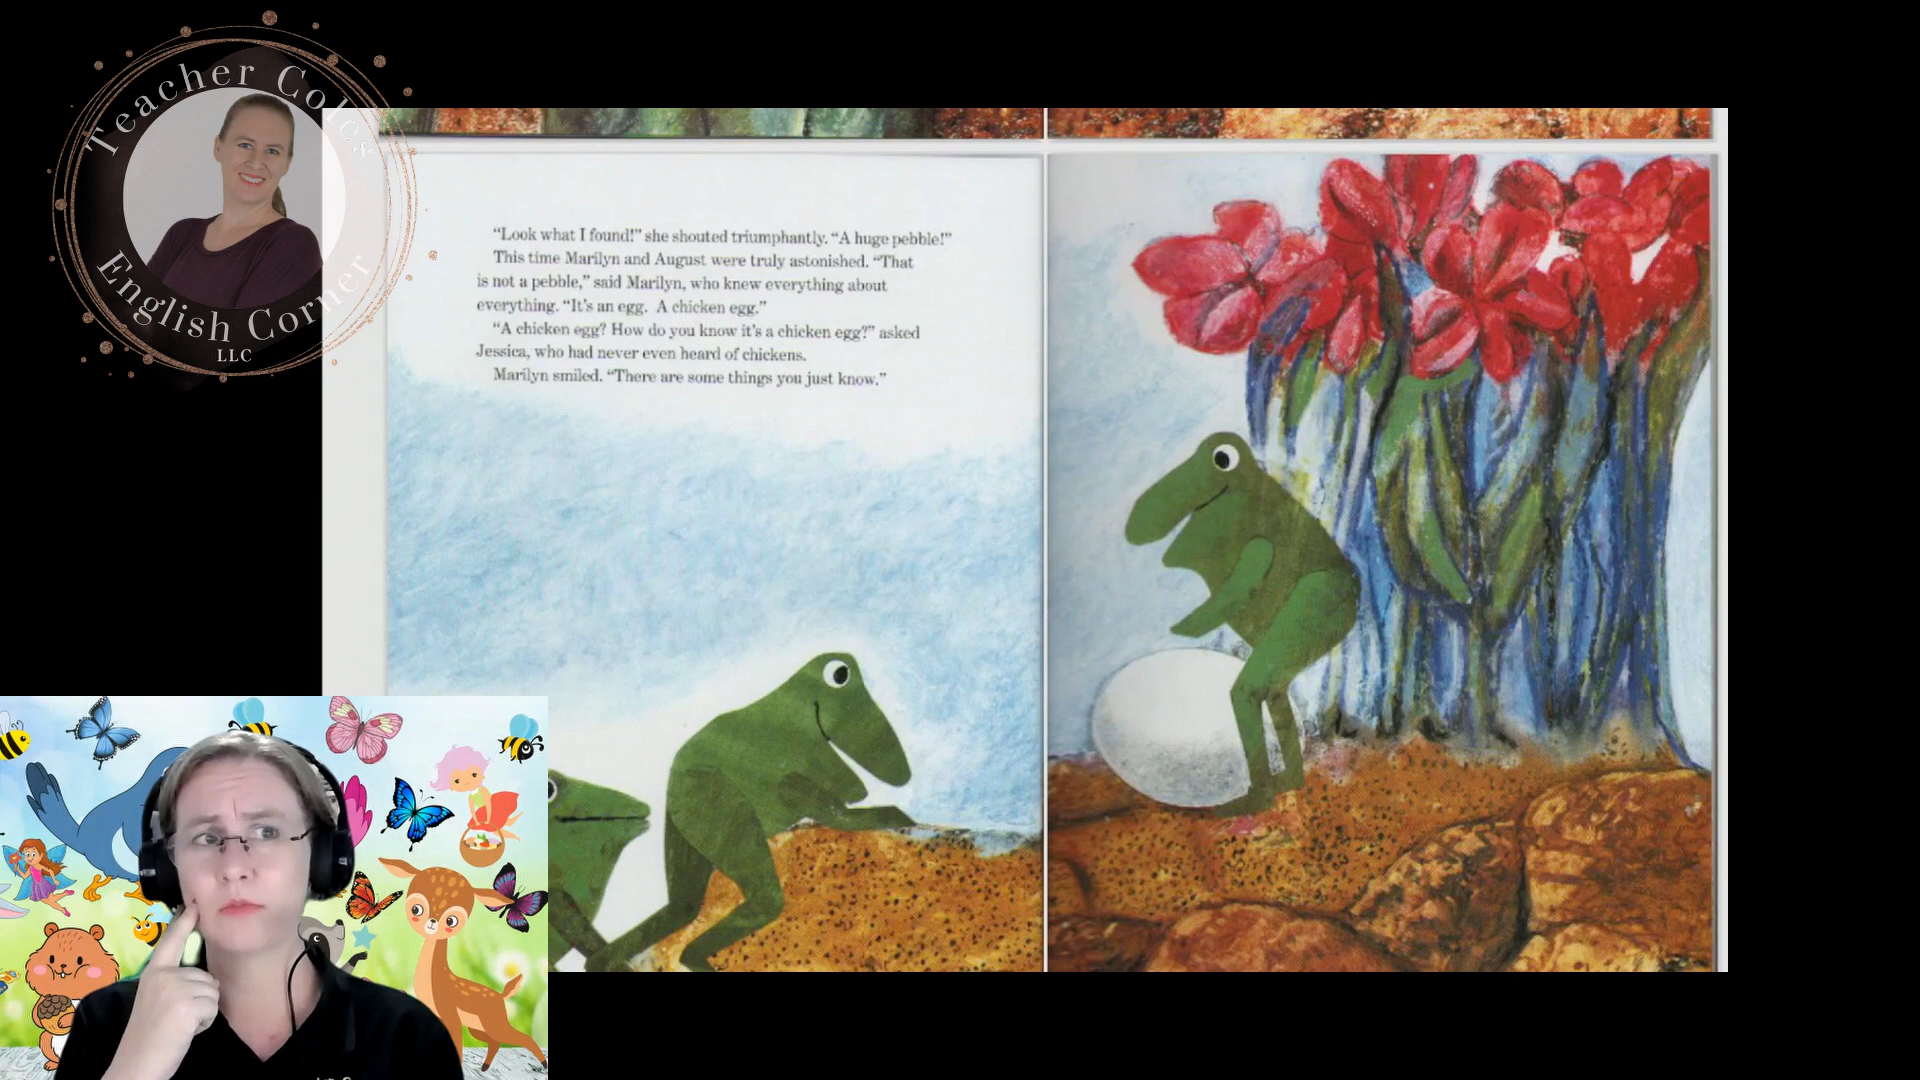 Teacher Coley's
English Corner
LLC
“Look what I found!” she shouted triumphantly. “A huge pebble!”
This time Marilyn and August were truly astonished. “That
is not a pebble,” said Marilyn, who knew everything about
everything. “It’s an egg. A chicken egg.”
“A chicken egg? How do you know it’s a chicken egg?” asked
Jessica, who had never even heard of chickens.
Marilyn smiled. “There are some things you just know.”